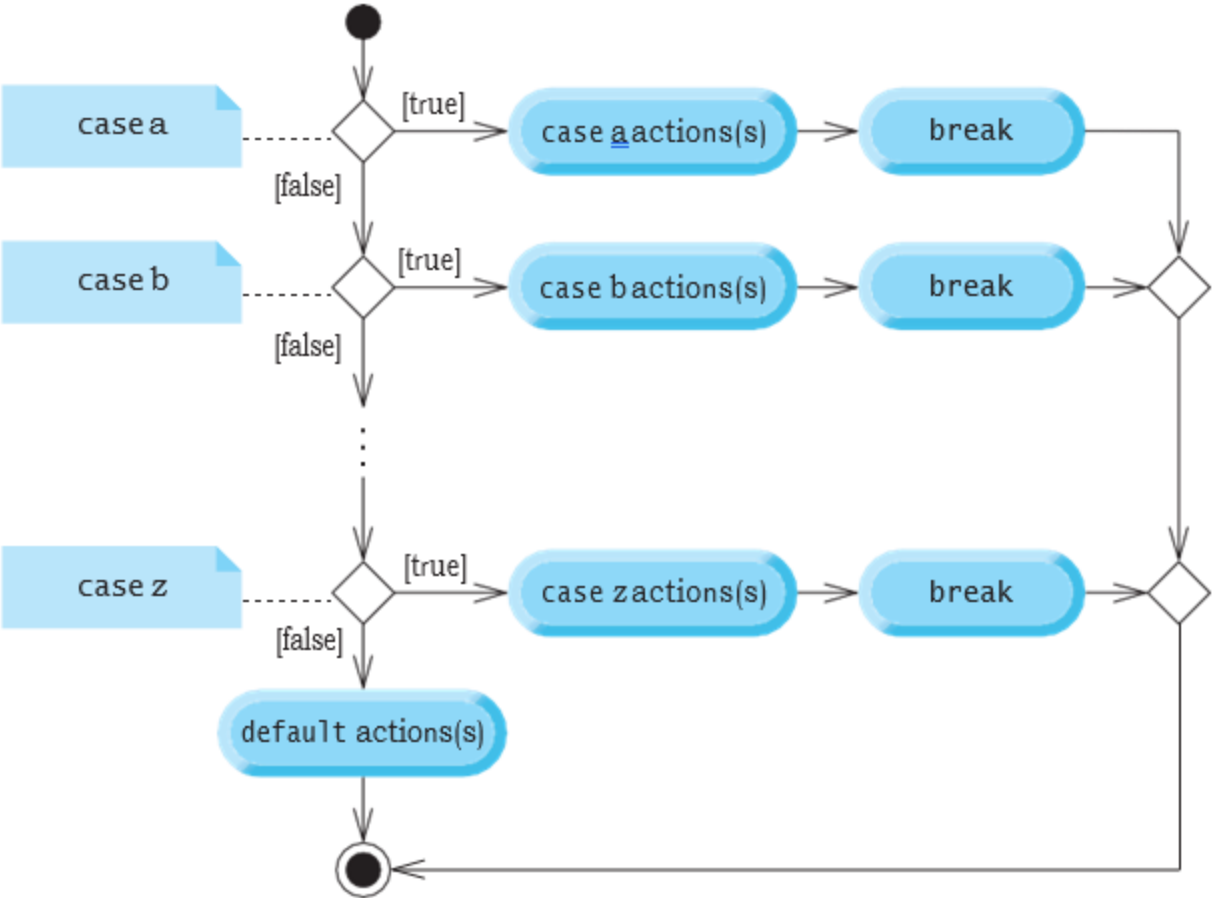 [true]
case a
case a actions(s)
break
[false]
[true]
case b
case b actions(s)
break
[false]
[true]
case z
case z actions(s)
break
[false]
default actions(s)